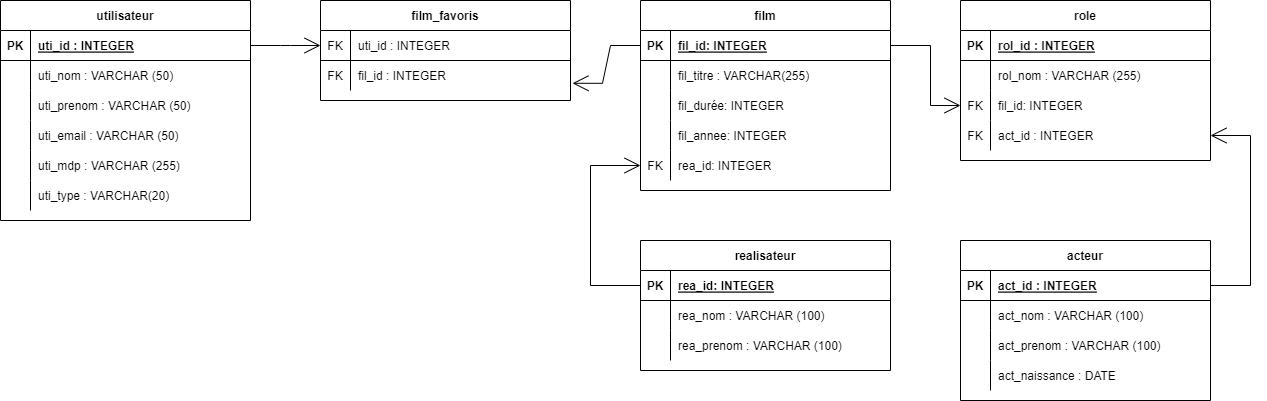 utilisateur
PK uti_id : INTEGER
uti_nom : VARCHAR (50)
uti_prenom : VARCHAR (50)
uti_email : VARCHAR (50)
uti_mdp : VARCHAR (255)
uti_type : VARCHAR(20)
film_favoris
FK uti_id : INTEGER
FK fil_id : INTEGER
film
PK fil_id: INTEGER
fil_titre : VARCHAR(255)
fil_durée: INTEGER
fil_annee: INTEGER
FK rea_id: INTEGER
role
PK rol_id : INTEGER
rol_nom : VARCHAR (255)
FK fil_id: INTEGER
FK act_id : INTEGER
realisateur
PK rea_id: INTEGER
rea_nom : VARCHAR (100)
rea_prenom : VARCHAR (100)
acteur
PK act_id : INTEGER
act_nom : VARCHAR (100)
act_prenom : VARCHAR (100)
act_naissance : DATE